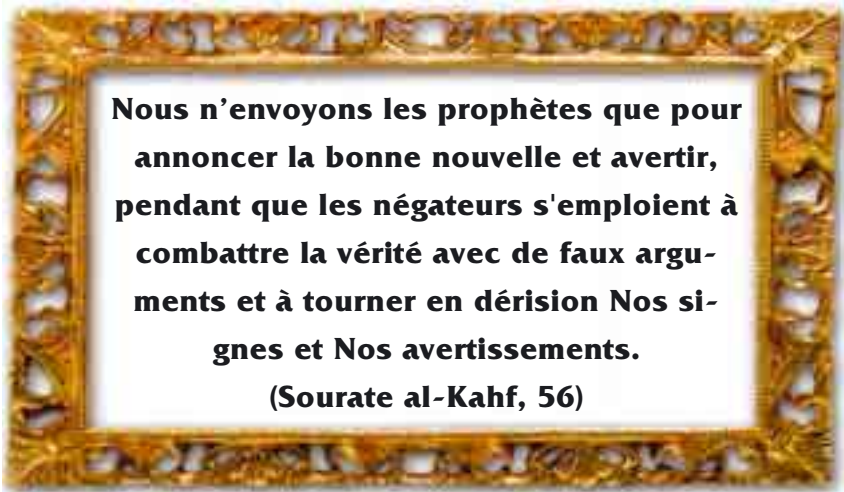 Nous n’envoyons les prophètes que pour
annoncer la bonne nouvelle et avertir,
pendant que les négateurs s'emploient à
combattre la vérité avec de faux argu-
ments et à tourner en dérision Nos si-
gnes et Nos avertissements.
(Sourate al-Kahf, 56)